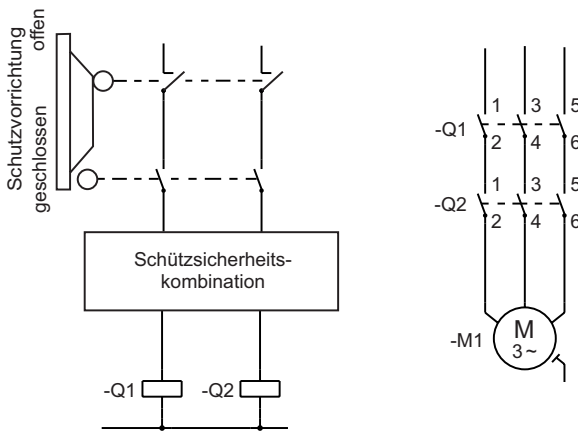 Schutzvorrichtung
geschlossen offen
Schützsicherheits-
kombination
-Q1 -Q2
-Q1 1 3 5
2 4 6
-Q2 1 3 5
2 4 6
-M1 M
3~